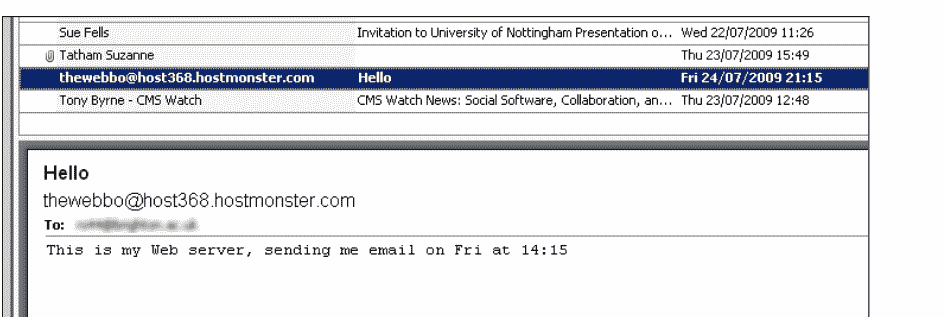 Sue Fells Invitation to University of Nottingham Presentation o... Wed 22/07/2009 11:26
Tatham Suzanne Thu 23/07/2009 15:49
thewebbo@host368.hostmonster.com Hello Fri 24/07/2009 21:15
Tony Byrne - CMS Watch CMS Watch News: Social Software, Collaboration, an... Thu 23/07/2009 12:48
Hello
thewebbo@host368.hostmonster.com
To:
This is my Web server, sending me email on Fri at 14:15